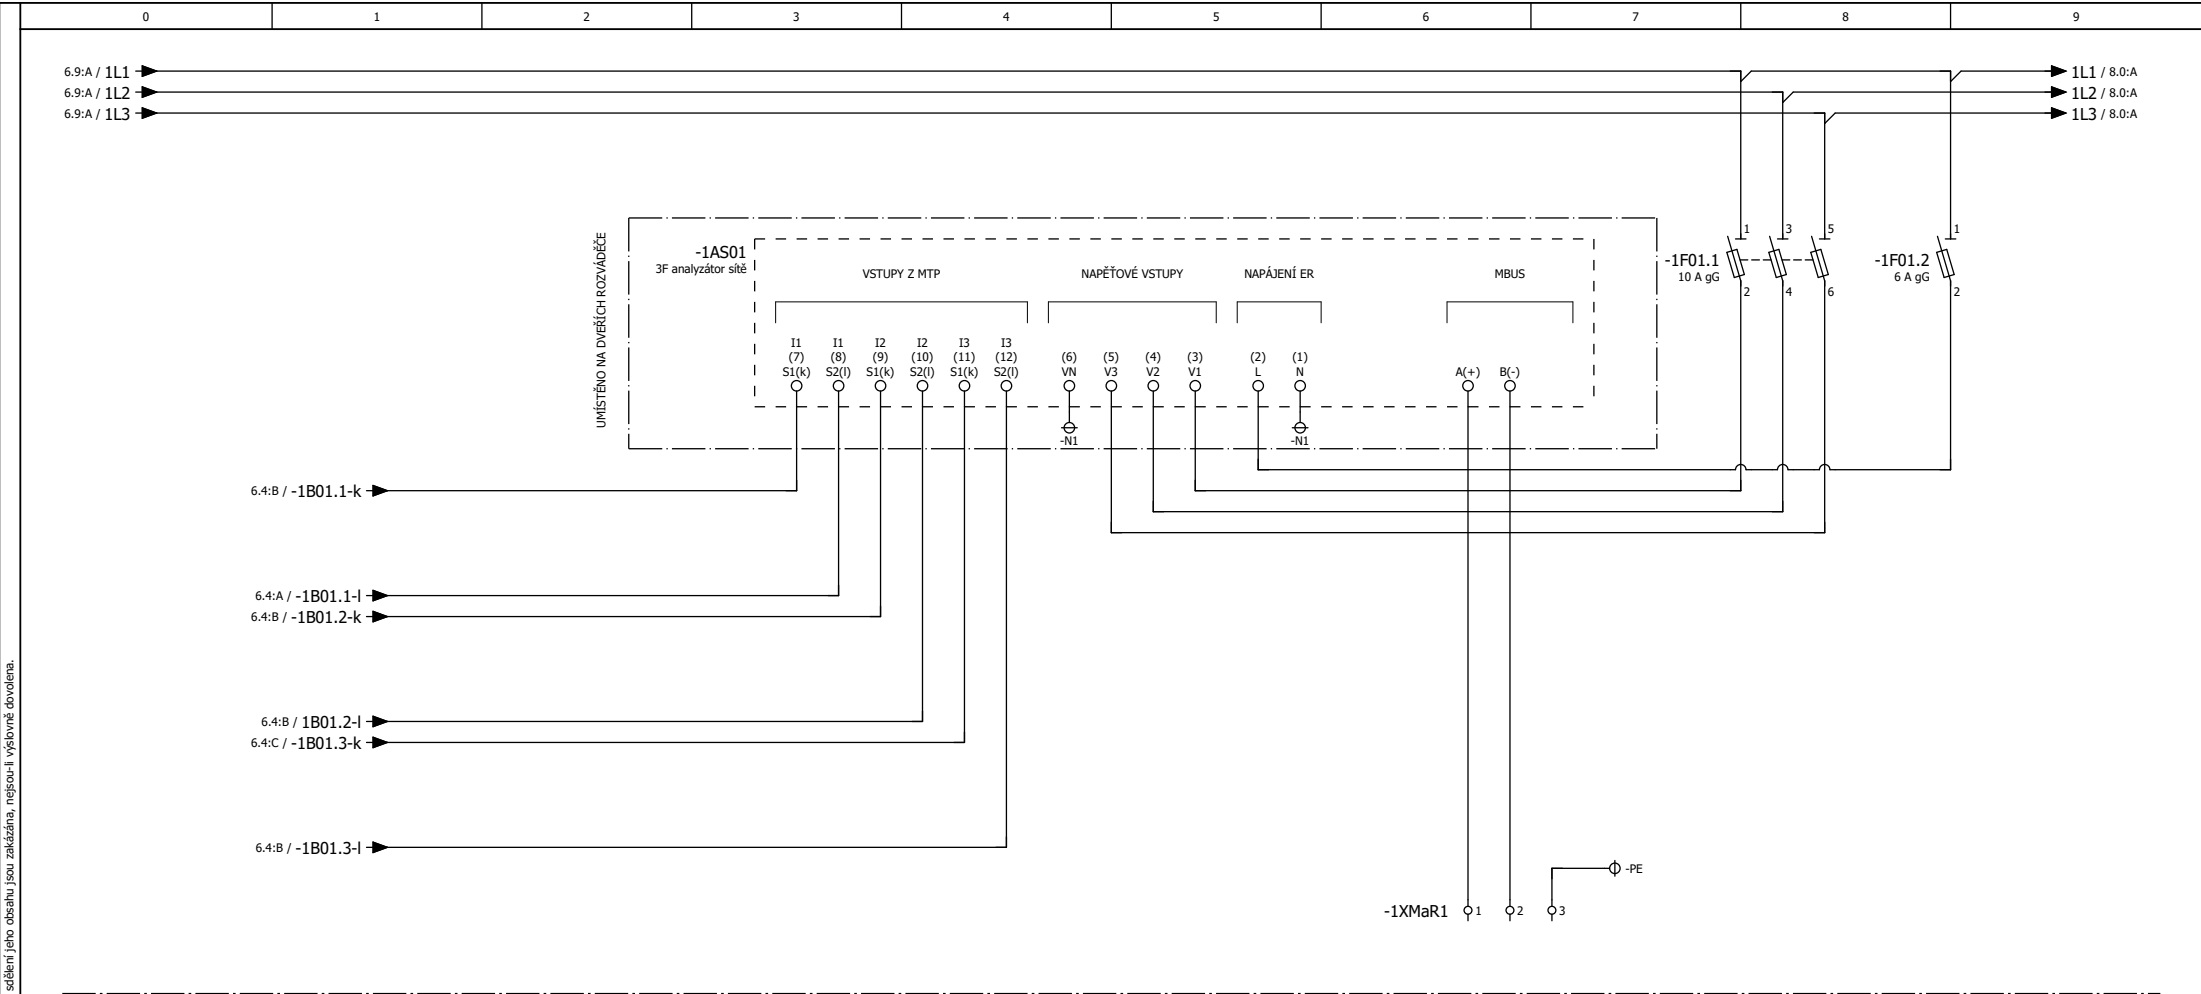 0 1 2 3 4 5 6 7 8 9
6.9:A / 1L1
1L1 / 8.0:A
6.9:A / 1L2
1L2 / 8.0:A
6.9:A / 1L3
1L3 / 8.0:A
UMÍSTĚNO NA DVEŘÍCH ROZVÁDĚČE
-1AS01
3F analyzátor sítě
VSTUPY Z MTP
NAPĚŤOVÉ VSTUPY
NAPÁJENÍ ER
MBUS
I1 I1 I2 I2 I3 I3
(7) (8) (9) (10) (11) (12) (6) (5) (4) (3) (2) (1)
S1(k) S2(l) S1(k) S2(l) S1(k) S2(l) VN V3 V2 V1 L N A(+) B(-)
-N1
-N1
1 3 5
-1F01.1
10 A gG
2 4 6
1
-1F01.2
6 A gG
2
6.4:B / -1B01.1-k
6.4:A / -1B01.1-l
6.4:B / -1B01.2-k
6.4:B / 1B01.2-l
6.4:C / -1B01.3-k
6.4:B / -1B01.3-l
-PE
-1XMaR1 1 2 3
sdělení jeho obsahu jsou zakázána, nejsou-li výslovně dovolena.